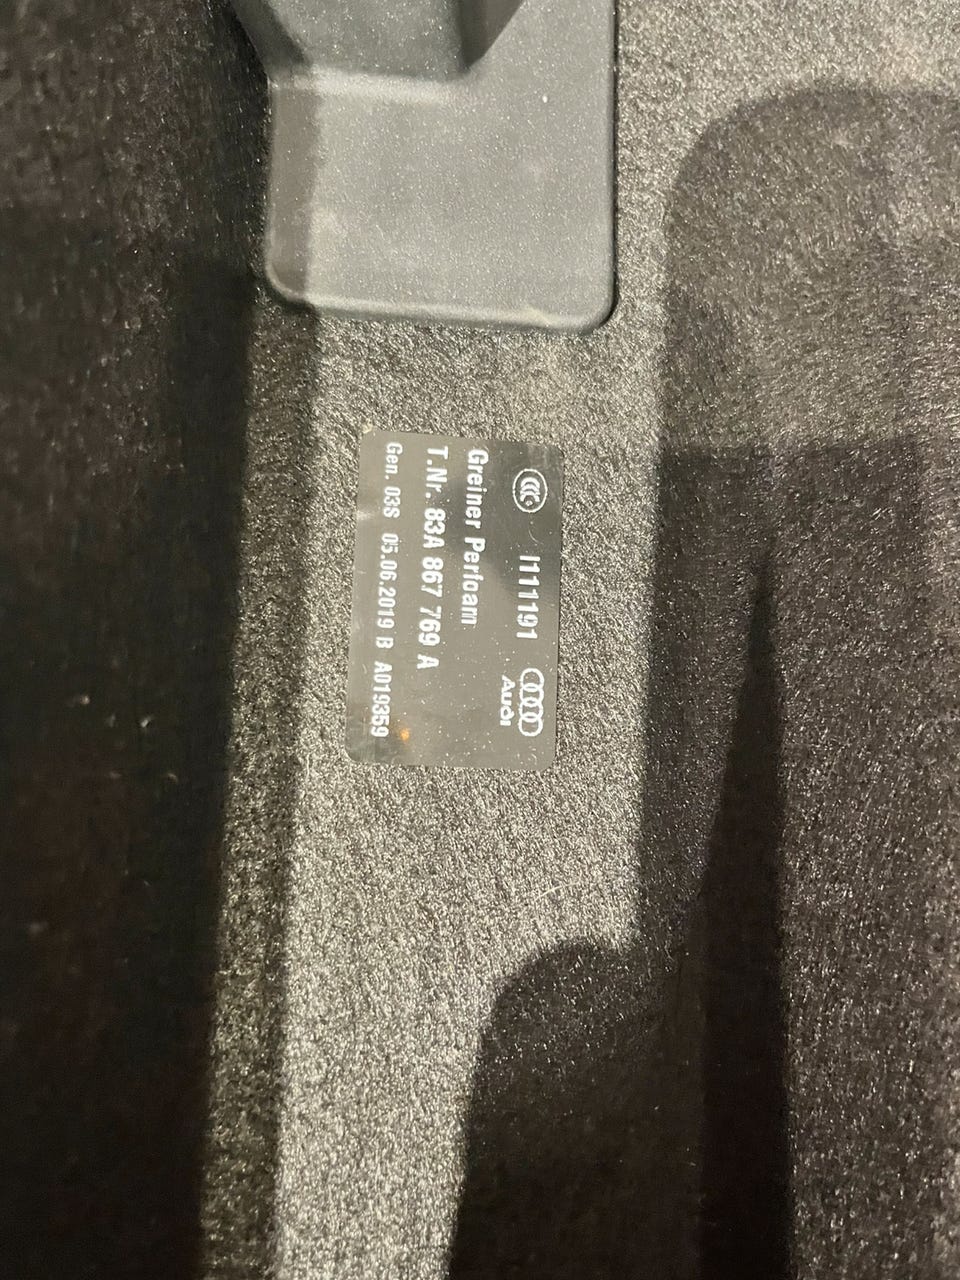 I111191
Audi
Greiner Perfoam
T.Nr. 83A 867 769 A
Gen. 03S 05.06.2019 B A019359